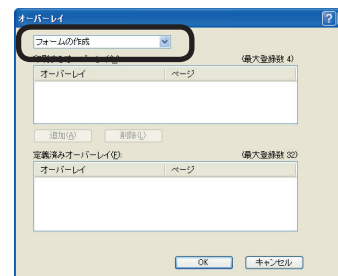 オーバーレイ
フォームの作成
(最大登録数 4)
オーバーレイ ページ
追加(A) 削除(L)
定義済みオーバーレイ(F): (最大登録数 32)
オーバーレイ ページ
OK キャンセル